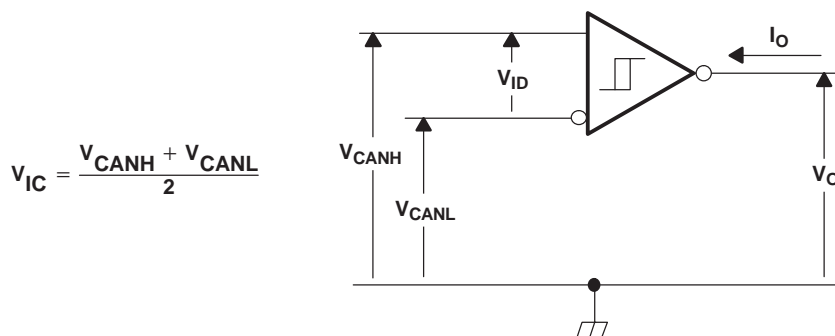 I_O
V_ID
V_IC = (V_CANH + V_CANL) / 2
V_CANH
V_O
V_CANL